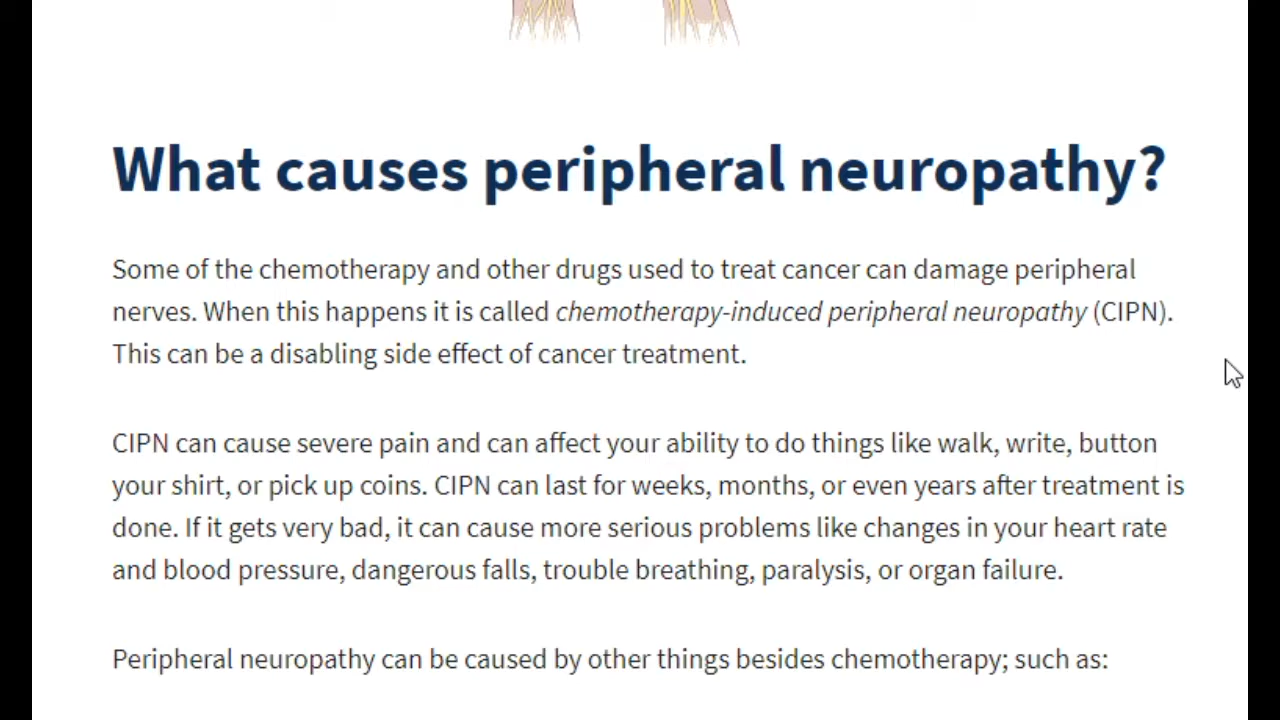 What causes peripheral neuropathy?
Some of the chemotherapy and other drugs used to treat cancer can damage peripheral
nerves. When this happens it is called chemotherapy-induced peripheral neuropathy (CIPN).
This can be a disabling side effect of cancer treatment.
CIPN can cause severe pain and can affect your ability to do things like walk, write, button
your shirt, or pick up coins. CIPN can last for weeks, months, or even years after treatment is
done. If it gets very bad, it can cause more serious problems like changes in your heart rate
and blood pressure, dangerous falls, trouble breathing, paralysis, or organ failure.
Peripheral neuropathy can be caused by other things besides chemotherapy; such as: